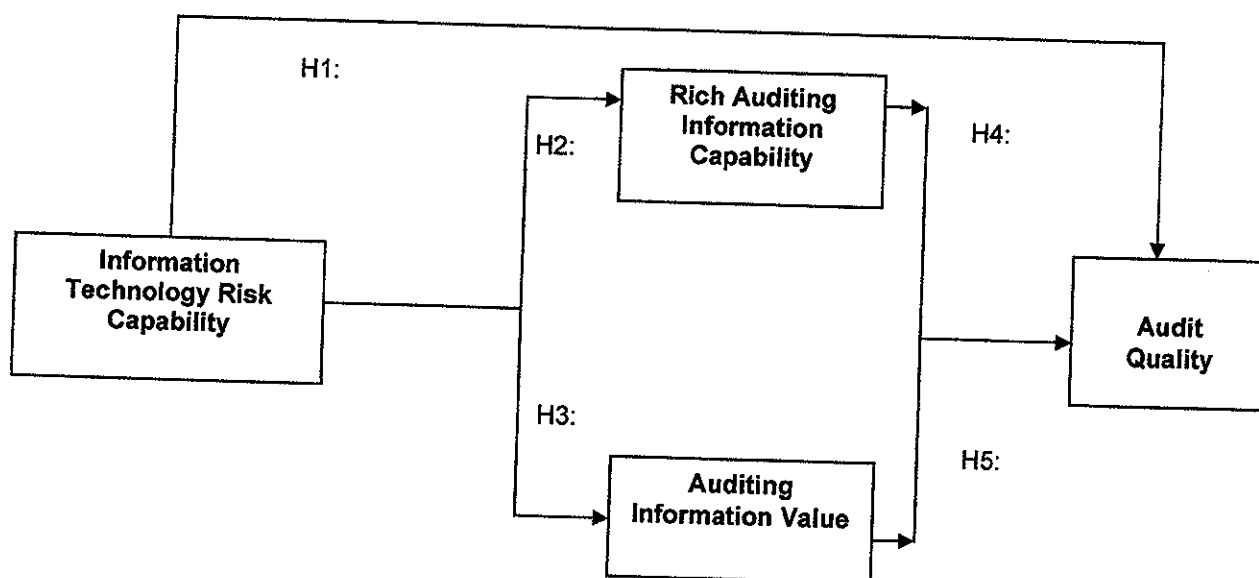 H1:
Rich Auditing
Information
Capability
H2:
H4:
Information
Technology Risk
Capability
Audit
Quality
H3:
Auditing
Information Value
H5: